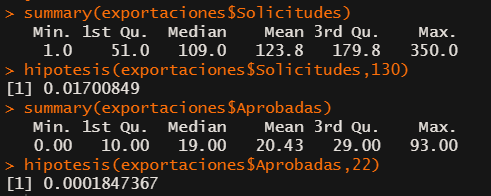 > summary(exportaciones$Solicitudes)
Min. 1st Qu. Median Mean 3rd Qu. Max.
1.0 51.0 109.0 123.8 179.8 350.0
> hipotesis(exportaciones$Solicitudes,130)
[1] 0.01700849
> summary(exportaciones$Aprobadas)
Min. 1st Qu. Median Mean 3rd Qu. Max.
0.00 10.00 19.00 20.43 29.00 93.00
> hipotesis(exportaciones$Aprobadas,22)
[1] 0.0001847367